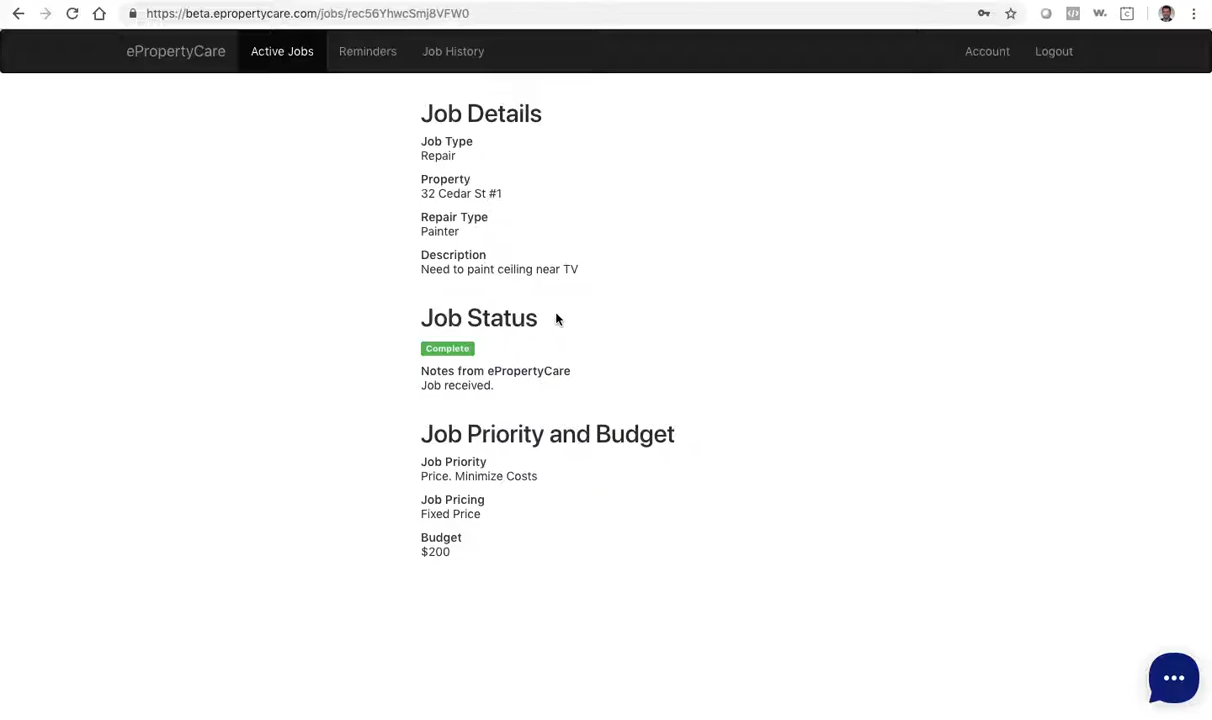 https://beta.epropertycare.com/jobs/rec56YhwcSmj8VFW0
w.
ePropertyCare Active Jobs Reminders Job History Account Logout
Job Details
Job Type
Repair
Property
32 Cedar St #1
Repair Type
Painter
Description
Need to paint ceiling near TV
Job Status
Complete
Notes from ePropertyCare
Job received.
Job Priority and Budget
Job Priority
Price. Minimize Costs
Job Pricing
Fixed Price
Budget
$200